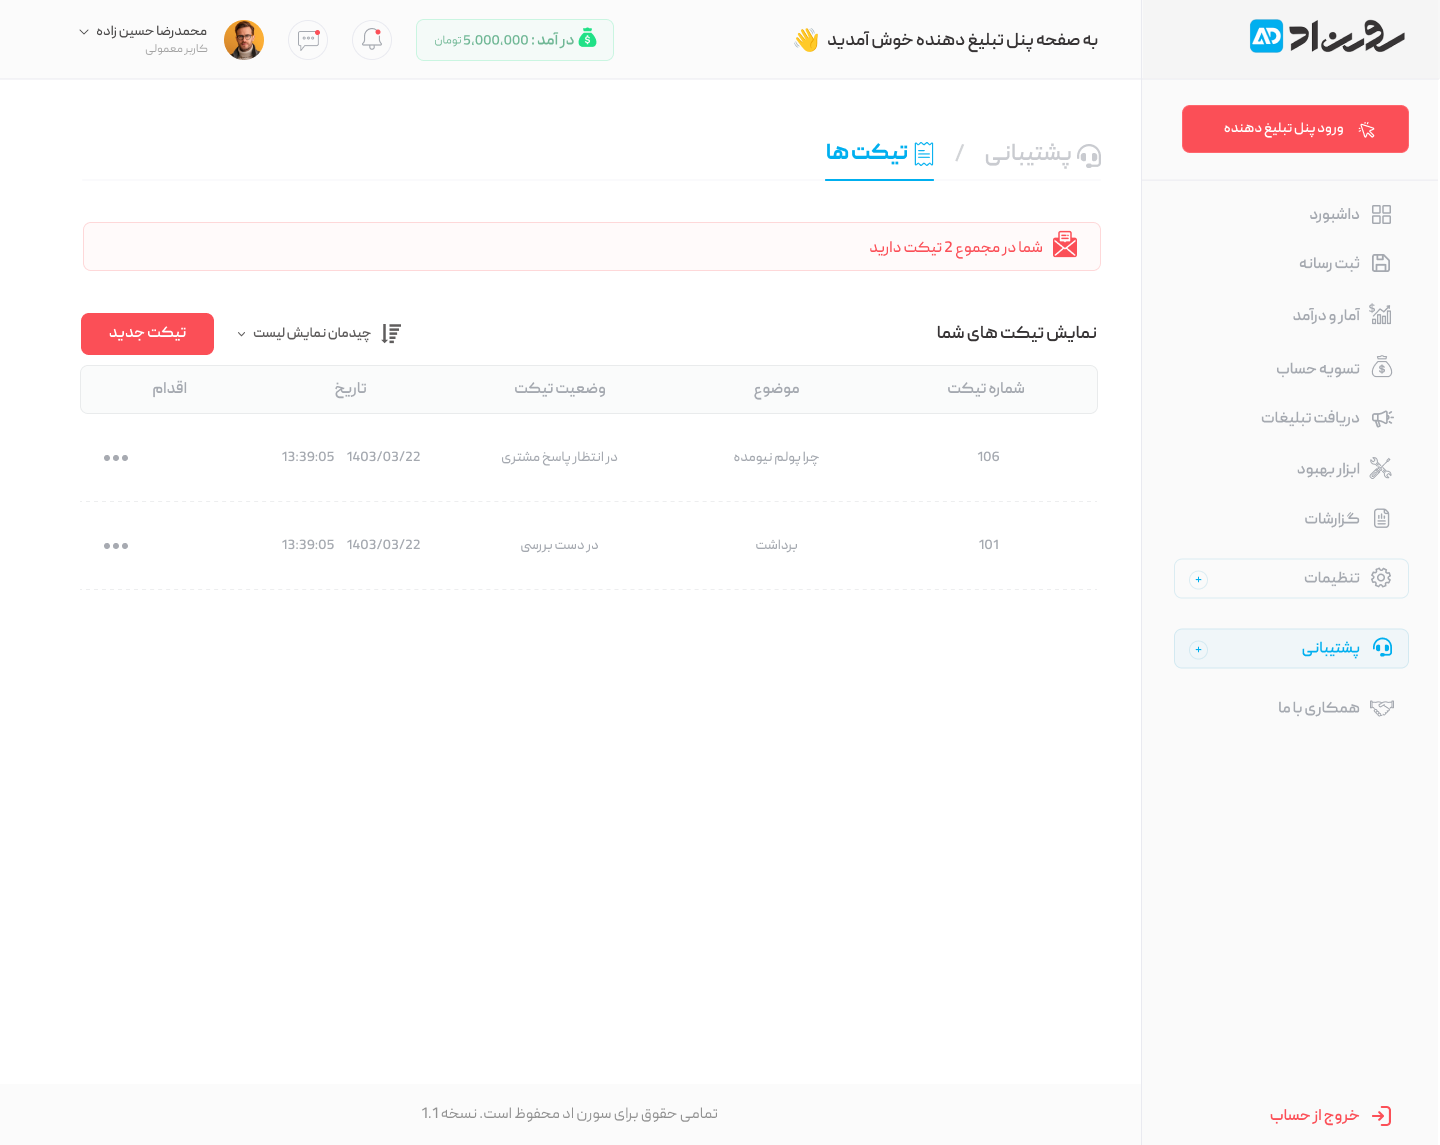 سورن اد AD
به صفحه پنل تبلیغ دهنده خوش آمدید 👋
در آمد : 5,000,000 تومان
محمدرضا حسین زاده
کاربر معمولی
ورود پنل تبلیغ دهنده
داشبورد
ثبت رسانه
آمار و درآمد
تسویه حساب
دریافت تبلیغات
ابزار بهبود
گزارشات
تنظیمات +
پشتیبانی +
همکاری با ما
خروج از حساب
پشتیبانی / تیکت ها
شما در مجموع 2 تیکت دارید
نمایش تیکت های شما
چیدمان نمایش لیست
تیکت جدید
شماره تیکت موضوع وضعیت تیکت تاریخ اقدام
106 چرا پولم نیومده در انتظار پاسخ مشتری 1403/03/22 13:39:05
101 برداشت در دست بررسی 1403/03/22 13:39:05
تمامی حقوق برای سورن اد محفوظ است. نسخه 1.1